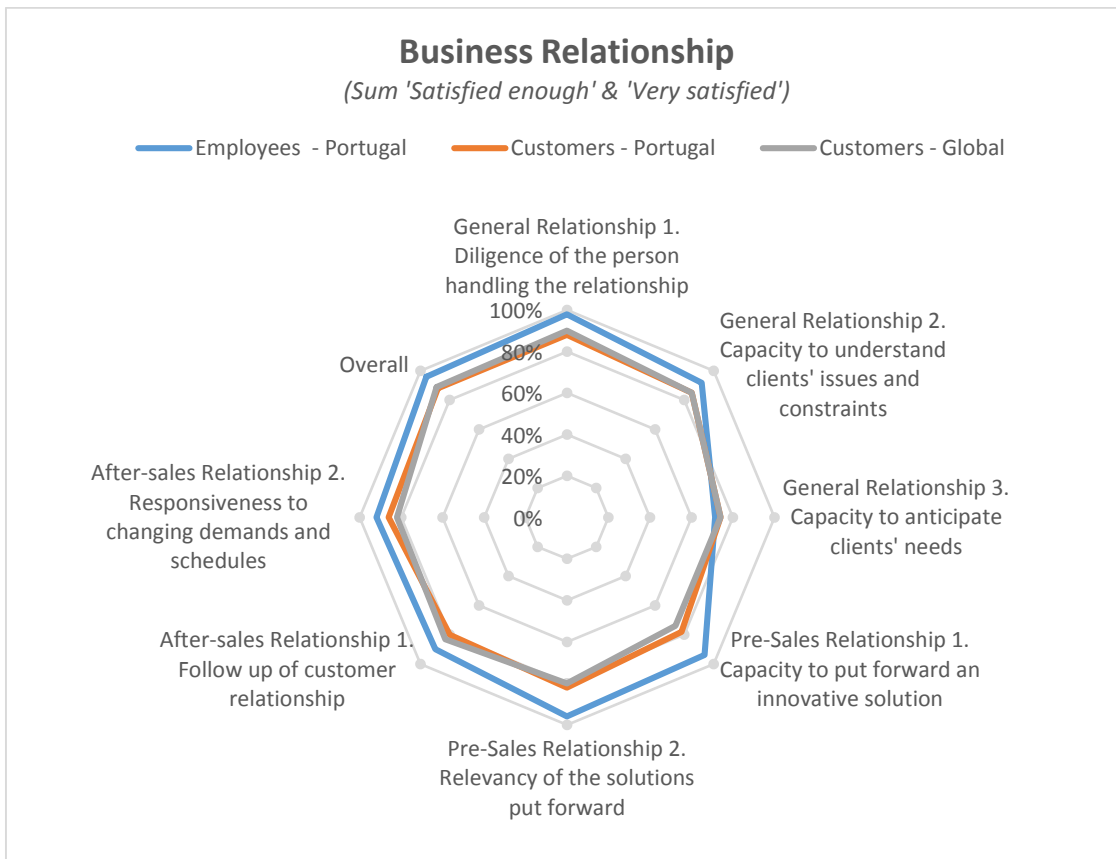 Business Relationship
(Sum 'Satisfied enough' & 'Very satisfied')
Employees - Portugal
Customers - Portugal
Customers - Global
General Relationship 1.
Diligence of the person
handling the relationship
General Relationship 2.
Capacity to understand
clients' issues and
constraints
General Relationship 3.
Capacity to anticipate
clients' needs
Pre-Sales Relationship 1.
Capacity to put forward an
innovative solution
Pre-Sales Relationship 2.
Relevancy of the solutions
put forward
After-sales Relationship 1.
Follow up of customer
relationship
After-sales Relationship 2.
Responsiveness to
changing demands and
schedules
Overall
100%
80%
60%
40%
20%
0%